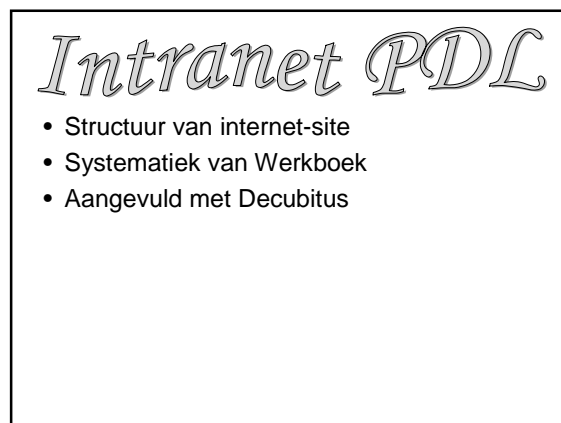 Intranet PDL
• Structuur van internet-site
• Systematiek van Werkboek
• Aangevuld met Decubitus